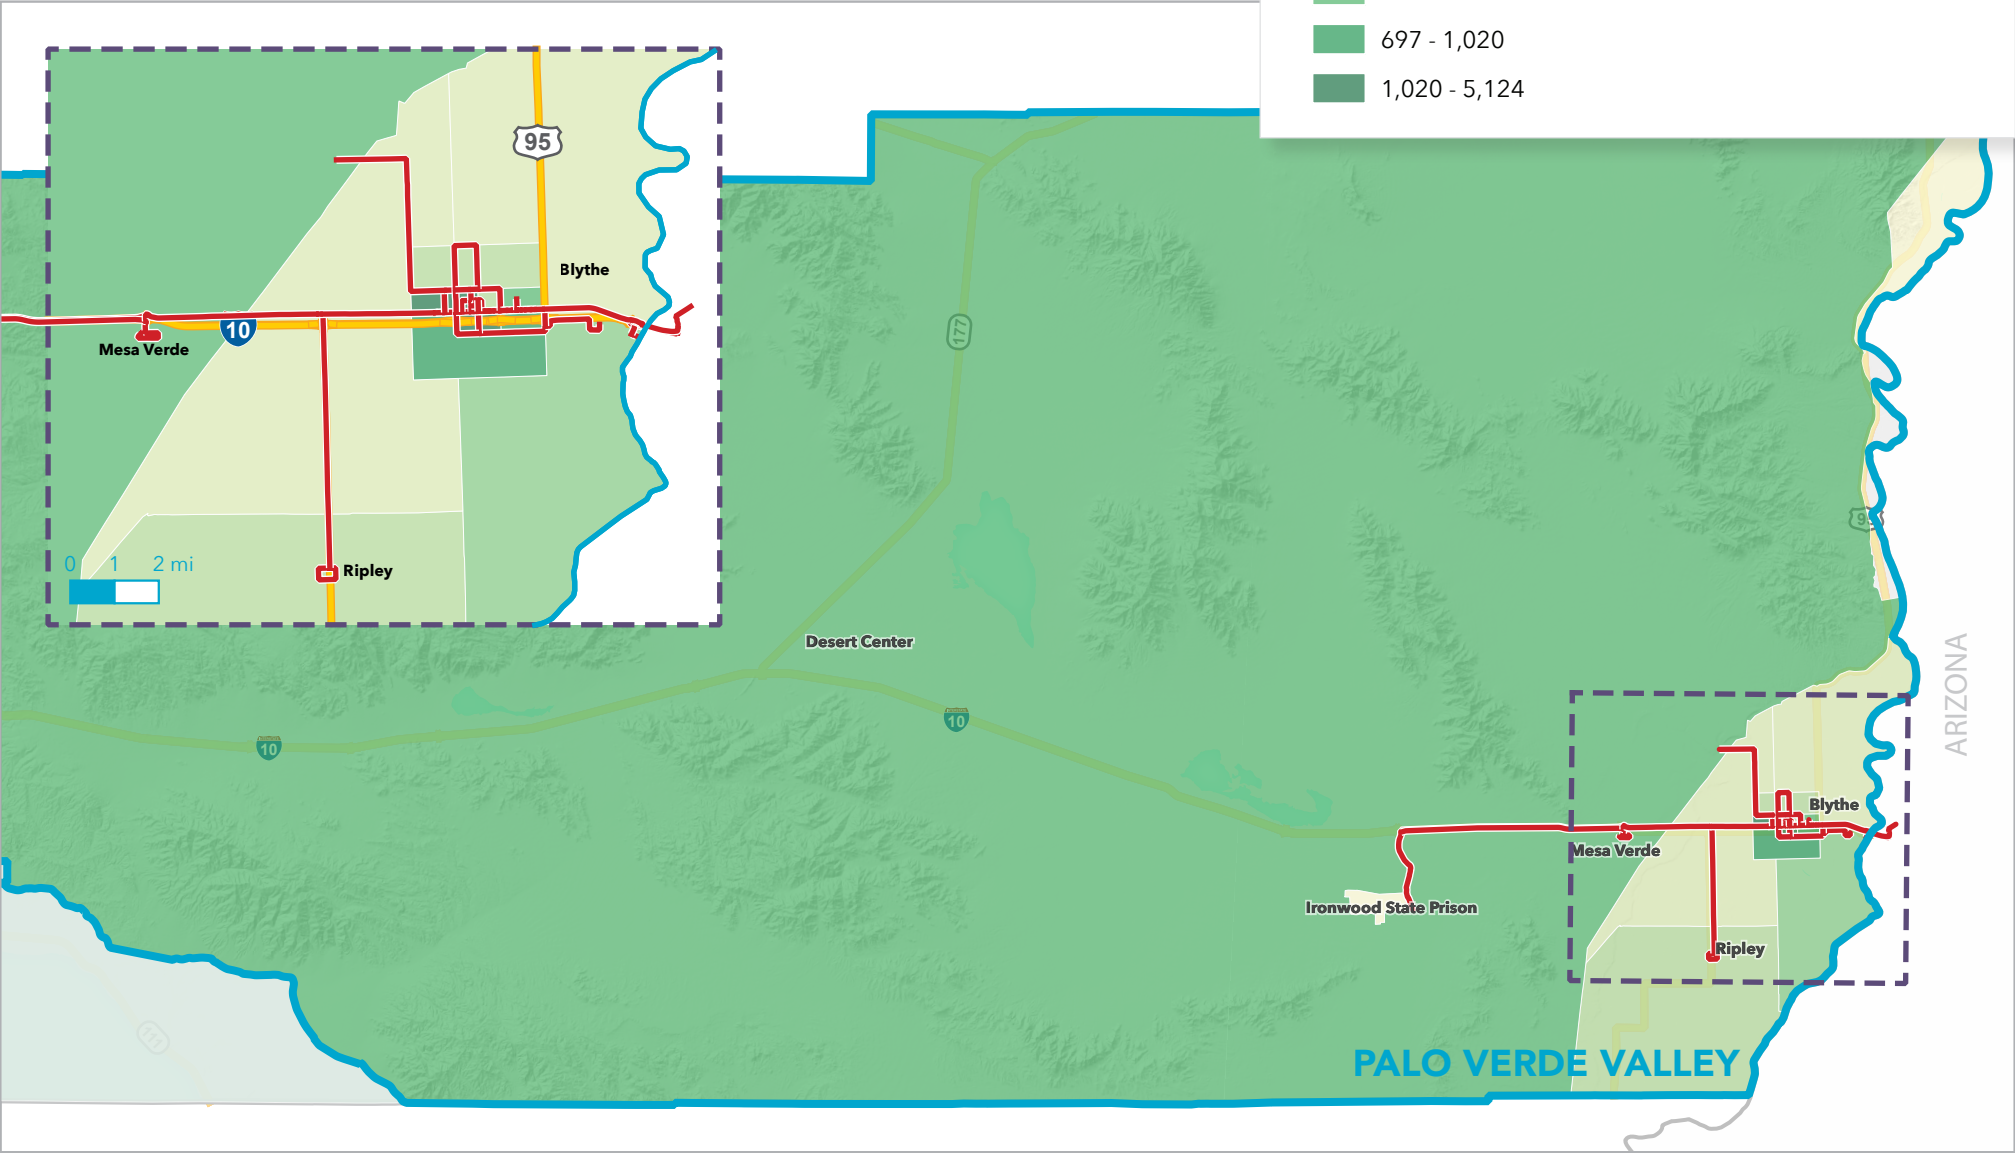 697 - 1,020
1,020 - 5,124
95
Blythe
10
Mesa Verde
0 1 2 mi
Ripley
177
Desert Center
10
10
ARIZONA
Blythe
Mesa Verde
Ironwood State Prison
Ripley
111
PALO VERDE VALLEY